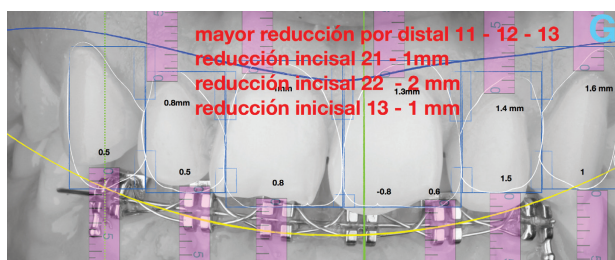 mayor reducción por distal 11 - 12 - 13
G
reducción incisal 21 - 1mm
reducción incisal 22 - 2 mm
reducción inicisal 13 - 1 mm
0.8mm
1.3mm
1.4 mm
1.6 mm
0.5
0.5
0.8
-0.8
0.6
1.5
1